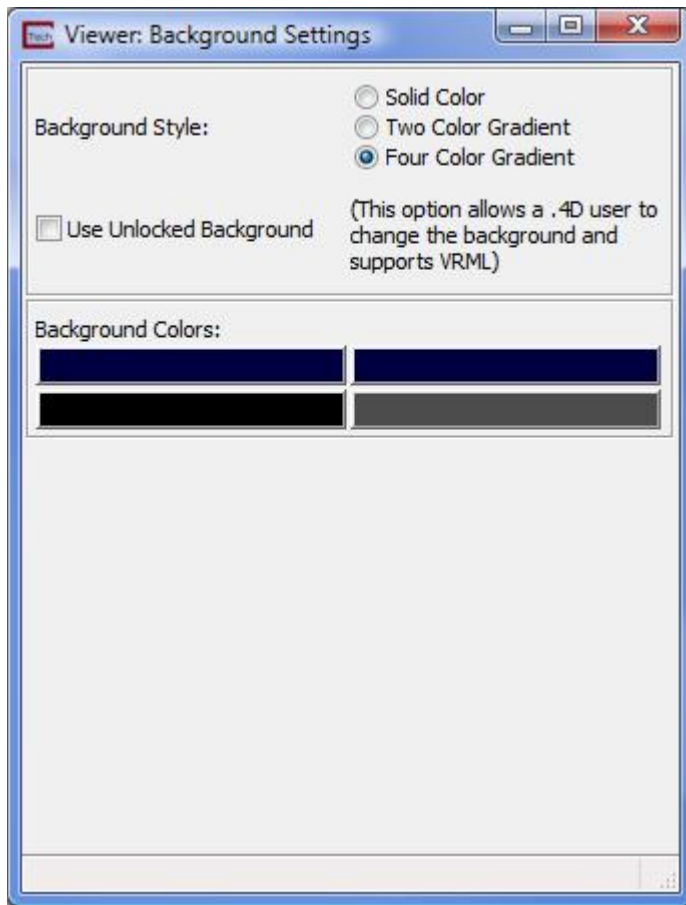 Tech Viewer: Background Settings
Background Style:
Solid Color
Two Color Gradient
Four Color Gradient
Use Unlocked Background
(This option allows a .4D user to
change the background and
supports VRML)
Background Colors: